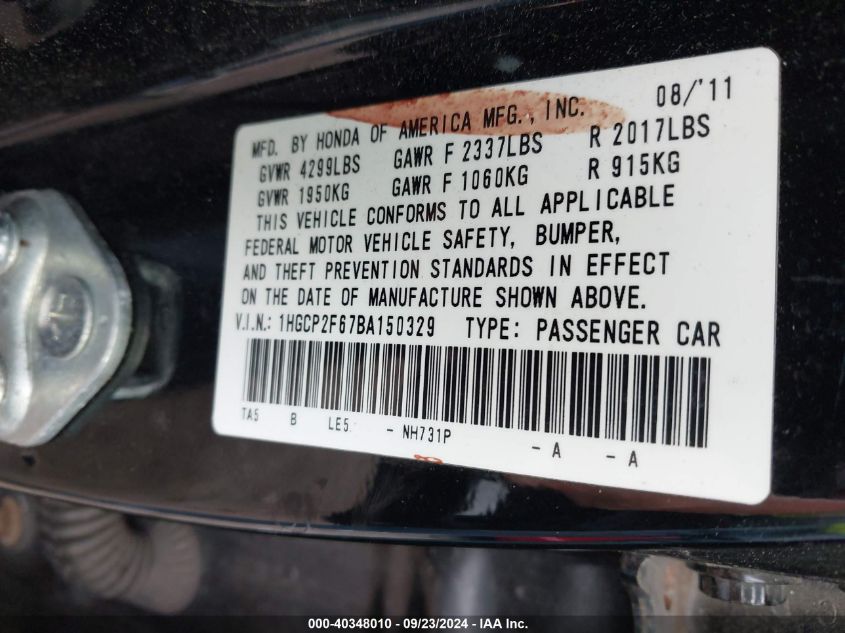 08/'11
MFD. BY HONDA OF AMERICA MFG., INC.
GVWR 4299LBS GAWR F 2337LBS R 2017LBS
GVWR 1950KG GAWR F 1060KG R 915KG
THIS VEHICLE CONFORMS TO ALL APPLICABLE
FEDERAL MOTOR VEHICLE SAFETY, BUMPER,
AND THEFT PREVENTION STANDARDS IN EFFECT
ON THE DATE OF MANUFACTURE SHOWN ABOVE.
V.I.N.: 1HGCP2F67BA150329 TYPE: PASSENGER CAR
TA5 B LE5. - NH731P - A - A
000-40348010 - 09/23/2024 - IAA Inc.